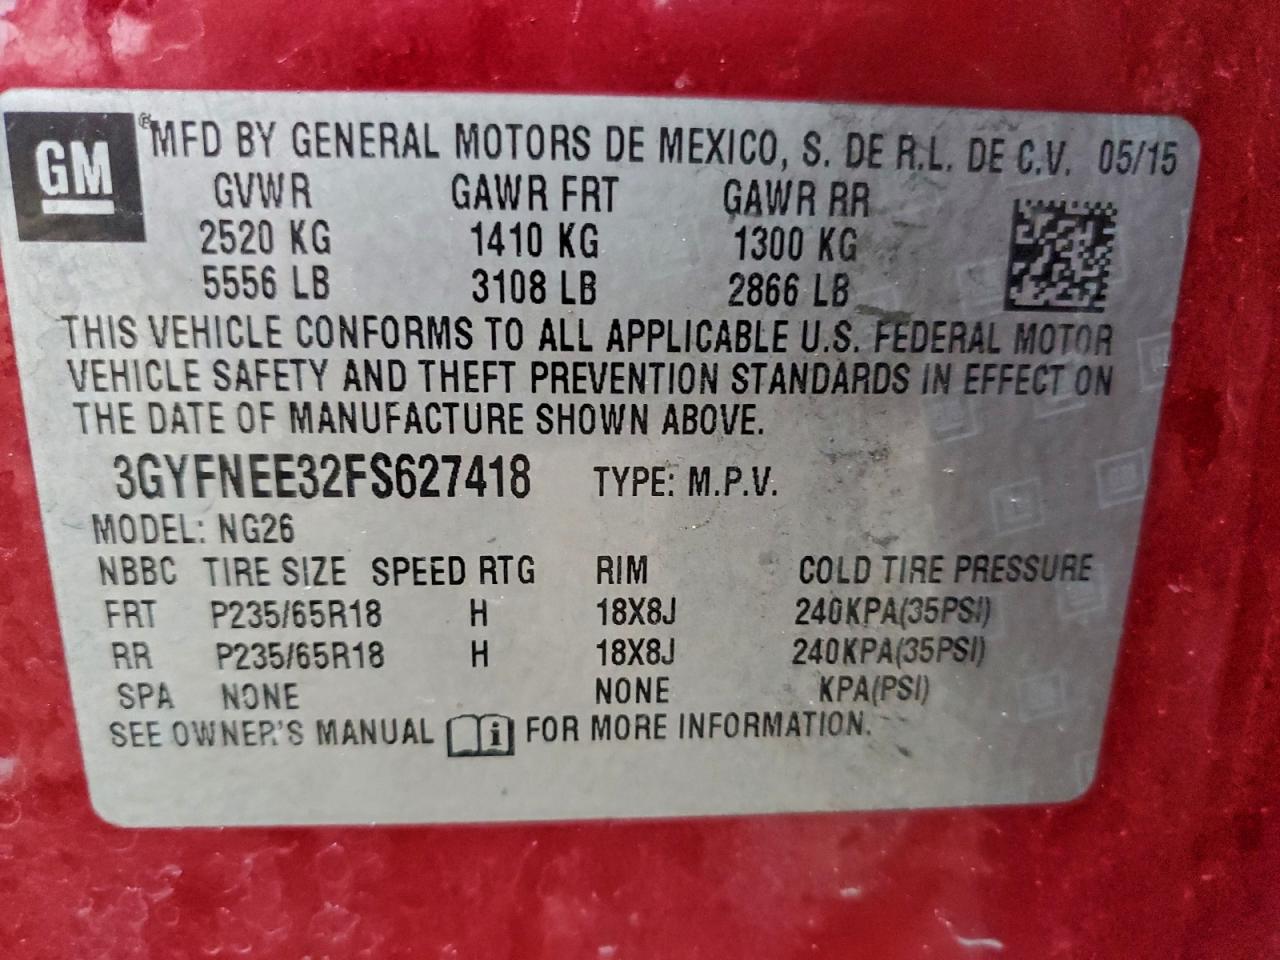 GM ® MFD BY GENERAL MOTORS DE MEXICO, S. DE R.L. DE C.V. 05/15
GVWR GAWR FRT GAWR RR
2520 KG 1410 KG 1300 KG
5556 LB 3108 LB 2866 LB
THIS VEHICLE CONFORMS TO ALL APPLICABLE U.S. FEDERAL MOTOR
VEHICLE SAFETY AND THEFT PREVENTION STANDARDS IN EFFECT ON
THE DATE OF MANUFACTURE SHOWN ABOVE.
3GYFNEE32FS627418 TYPE: M.P.V.
MODEL: NG26
NBBC TIRE SIZE SPEED RTG RIM COLD TIRE PRESSURE
FRT P235/65R18 H 18X8J 240KPA(35PSI)
RR P235/65R18 H 18X8J 240KPA(35PSI)
SPA NONE NONE KPA(PSI)
SEE OWNER'S MANUAL i FOR MORE INFORMATION.